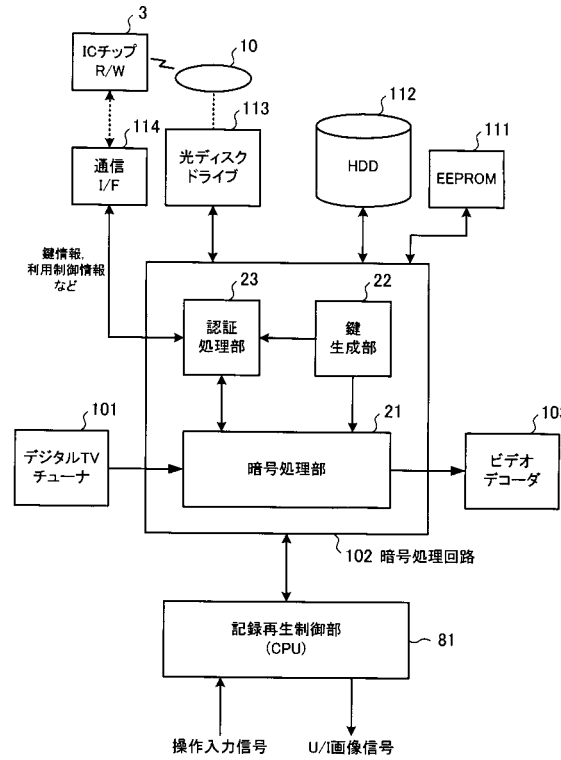 3
ICチップ
R/W
10
114
通信
I/F
113
光ディスク
ドライブ
112
HDD
111
EEPROM
鍵情報,
利用制御情報
など
23
認証
処理部
22
鍵
生成部
101
デジタルTV
チューナ
21
暗号処理部
103
ビデオ
デコーダ
102 暗号処理回路
記録再生制御部
(CPU)
81
操作入力信号
U/I画像信号